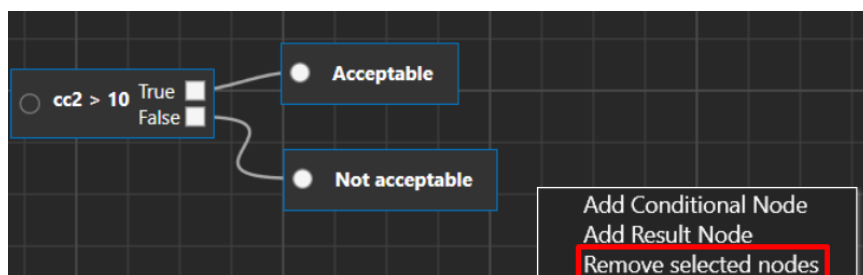 cc2 > 10
True
False
Acceptable
Not acceptable
Add Conditional Node
Add Result Node
Remove selected nodes